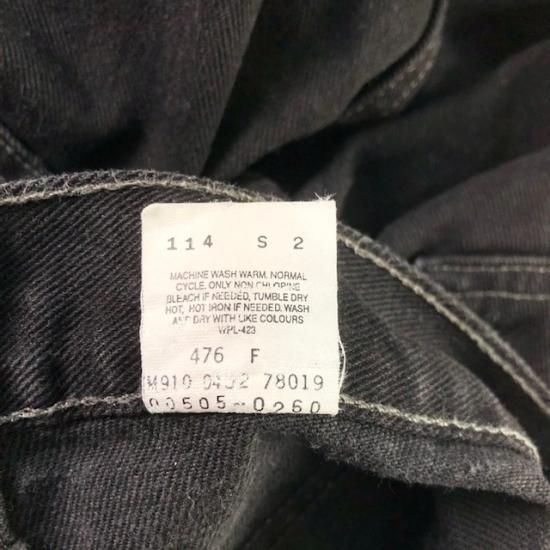 114 S 2
MACHINE WASH WARM. NORMAL
CYCLE. ONLY NON CHLORINE
BLEACH IF NEEDED, TUMBLE DRY
HOT, HOT IRON IF NEEDED. WASH
AND DRY WITH LIKE COLOURS
WPL-423
476 F
M910 0402 78019
00505-0260